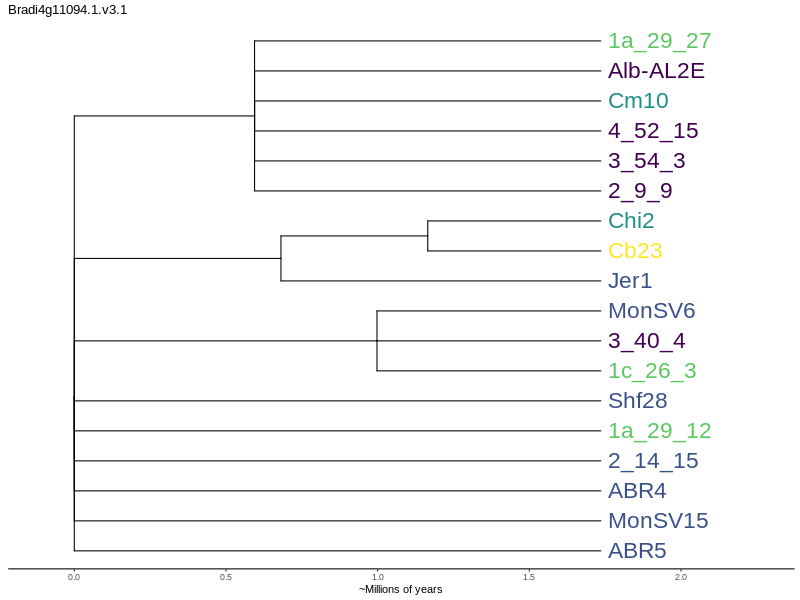 Bradi4g11094.1.v3.1
1a_29_27
Alb-AL2E
Cm10
4_52_15
3_54_3
2_9_9
Chi2
Cb23
Jer1
MonSV6
3_40_4
1c_26_3
Shf28
1a_29_12
2_14_15
ABR4
MonSV15
ABR5
0.0 0.5 1.0 1.5 2.0
~Millions of years